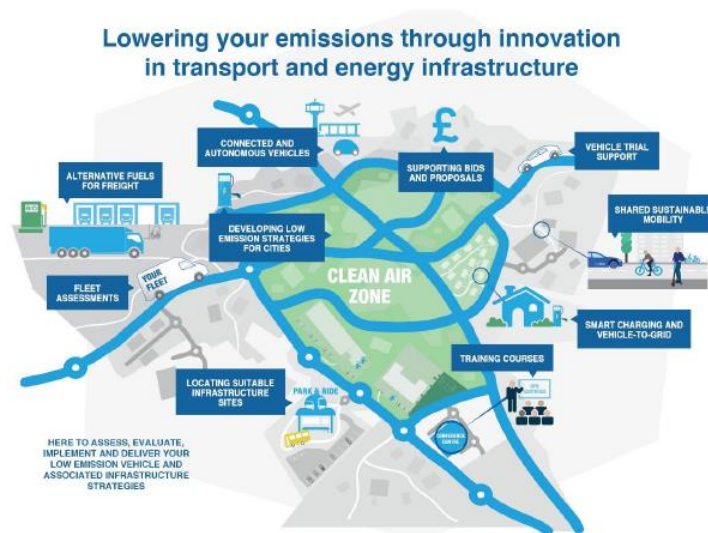 Lowering your emissions through innovation
in transport and energy infrastructure
CONNECTED AND
AUTONOMOUS VEHICLES
£
SUPPORTING BIDS
AND PROPOSALS
VEHICLE TRIAL
SUPPORT
ALTERNATIVE FUELS
FOR FREIGHT
SHARED SUSTAINABLE
MOBILITY
DEVELOPING LOW
EMISSION STRATEGIES
FOR CITIES
CLEAN AIR
ZONE
FLEET
ASSESSMENTS
YOUR
FLEET
SMART CHARGING AND
VEHICLE-TO-GRID
TRAINING COURSES
LOCATING SUITABLE
INFRASTRUCTURE
SITES
PARK & RIDE
CONFERENCE
CENTRE
HERE TO ASSESS, EVALUATE,
IMPLEMENT AND DELIVER YOUR
LOW EMISSION VEHICLE AND
ASSOCIATED INFRASTRUCTURE
STRATEGIES